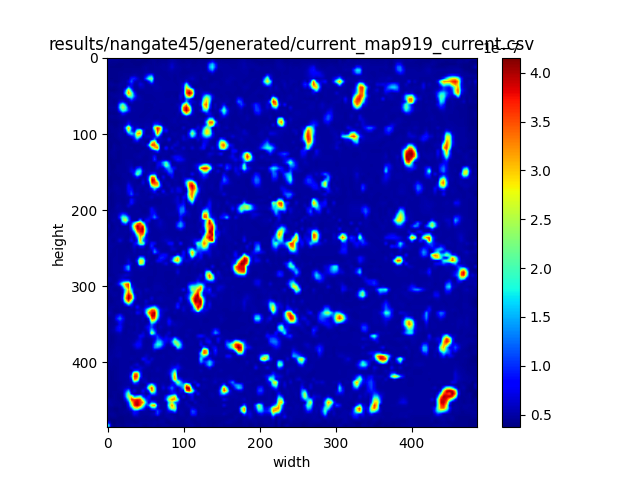 results/nangate45/generated/current_map919_current.csv
1e−7
0
100
200
300
400
height
0 100 200 300 400
width
4.0
3.5
3.0
2.5
2.0
1.5
1.0
0.5